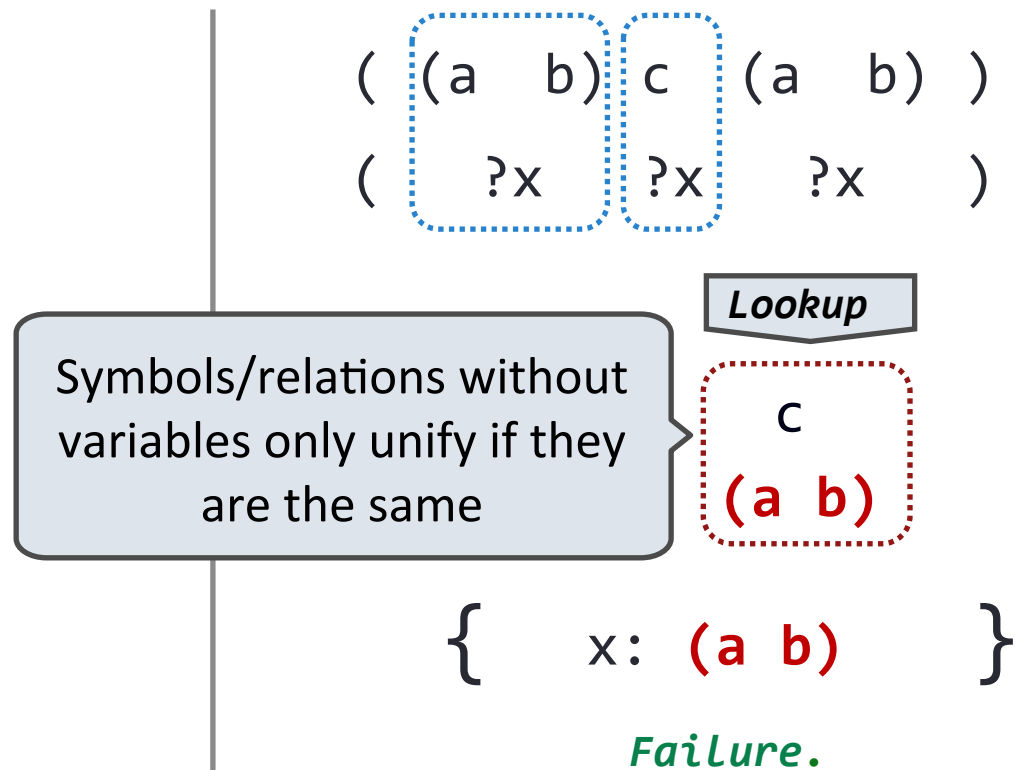 ( (a b) c (a b) )
( ?x ?x ?x )
Lookup
Symbols/relations without
variables only unify if they
are the same
c
(a b)
{ x: (a b) }
Failure.